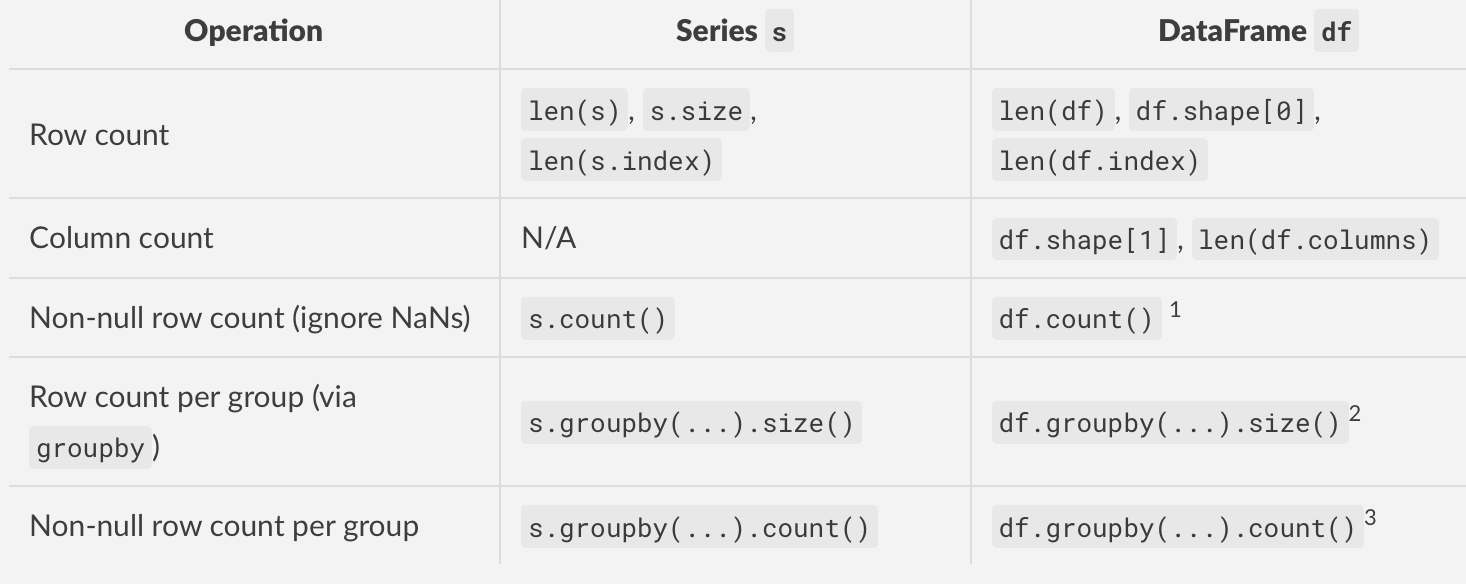 Operation Series s DataFrame df
Row count len(s), s.size, len(df), df.shape[0],
len(s.index) len(df.index)
Column count N/A df.shape[1], len(df.columns)
Non-null row count (ignore NaNs) s.count() df.count() 1
Row count per group (via
groupby) s.groupby(...).size() df.groupby(...).size() 2
Non-null row count per group s.groupby(...).count() df.groupby(...).count() 3